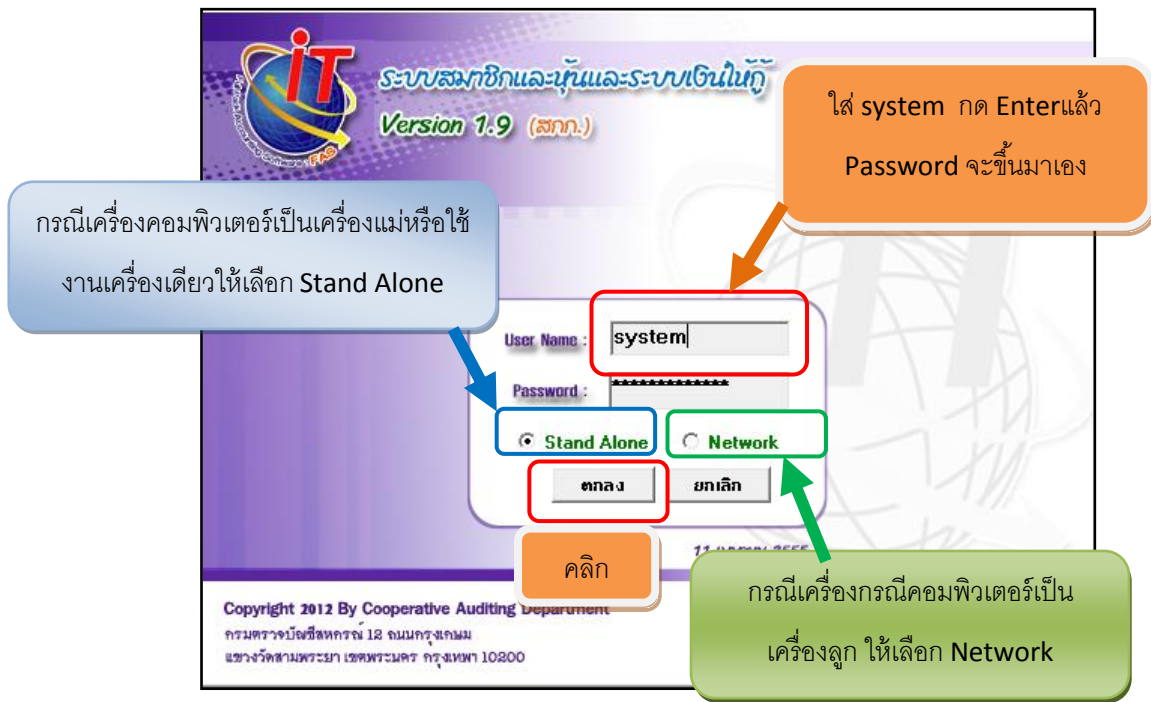 iT
ระบบสมาชิกและหุ้นและระบบเงินให้กู้
Version 1.9 (สกก.)
FAS
ใส่ system กด Enterแล้ว
Password จะขึ้นมาเอง
กรณีเครื่องคอมพิวเตอร์เป็นเครื่องแม่หรือใช้
งานเครื่องเดียวให้เลือก Stand Alone
User Name : system
Password : *************
Stand Alone Network
ตกลง ยกเลิก
คลิก
กรณีเครื่องกรณีคอมพิวเตอร์เป็น
เครื่องลูก ให้เลือก Network
Copyright 2012 By Cooperative Auditing Department
กรมตรวจบัญชีสหกรณ์ 12 ถนนกรุงเกษม
แขวงวัดสามพระยา เขตพระนคร กรุงเทพฯ 10200